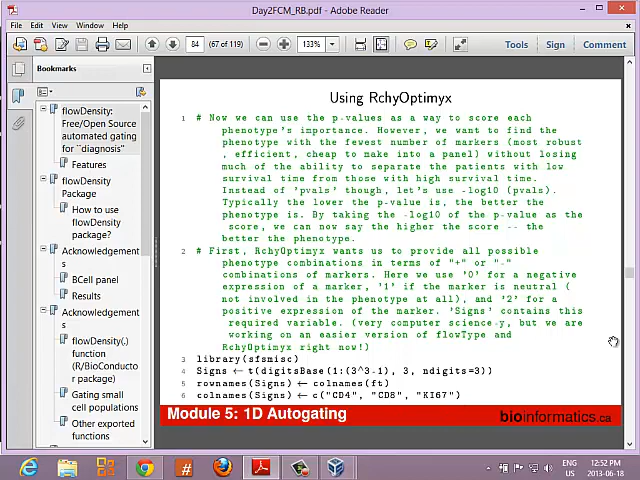 Day2FCM_RB.pdf - Adobe Reader
File Edit View Window Help
84 (67 of 119) 133% Tools Sign Comment
Bookmarks
flowDensity:
Free/Open Source
automated gating
for ``diagnosis''
Features
flowDensity
Package
How to use
flowDensity
package?
Acknowledgement
s
BCell panel
Results
Acknowledgement
s
flowDensity(.)
function
(R/BioConducto
r package)
Gating small
cell populations
Other exported
functions
Using RchyOptimyx
1 # Now we can use the p-values as a way to score each
phenotype's importance. However, we want to find the
phenotype with the fewest number of markers (most robust
, efficient, cheap to make into a panel) without losing
much of the ability to separate the patients with low
survival time from those with high survival time.
Instead of 'pvals' though, let's use -log10 (pvals).
Typically the lower the p-value is, the better the
phenotype is. By taking the -log10 of the p-value as the
score, we can now say the higher the score -- the
better the phenotype.
2 # First, RchyOptimyx wants us to provide all possible
phenotype combinations in terms of "+" or "-"
combinations of markers. Here we use '0' for a negative
expression of a marker, '1' if the marker is neutral (
not involved in the phenotype at all), and '2' for a
positive expression of the marker. 'Signs' contains this
required variable. (very computer science-y, but we are
working on an easier version of flowType and
RchyOptimyx right now!)
3 library(sfsmisc)
4 Signs <- t(digitsBase(1:(3^3-1), 3, ndigits=3))
5 rownames(Signs) <- colnames(ft)
6 colnames(Signs) <- c("CD4", "CD8", "KI67")
Module 5: 1D Autogating bioinformatics.ca
ENG 12:52 PM
US 2013-06-18